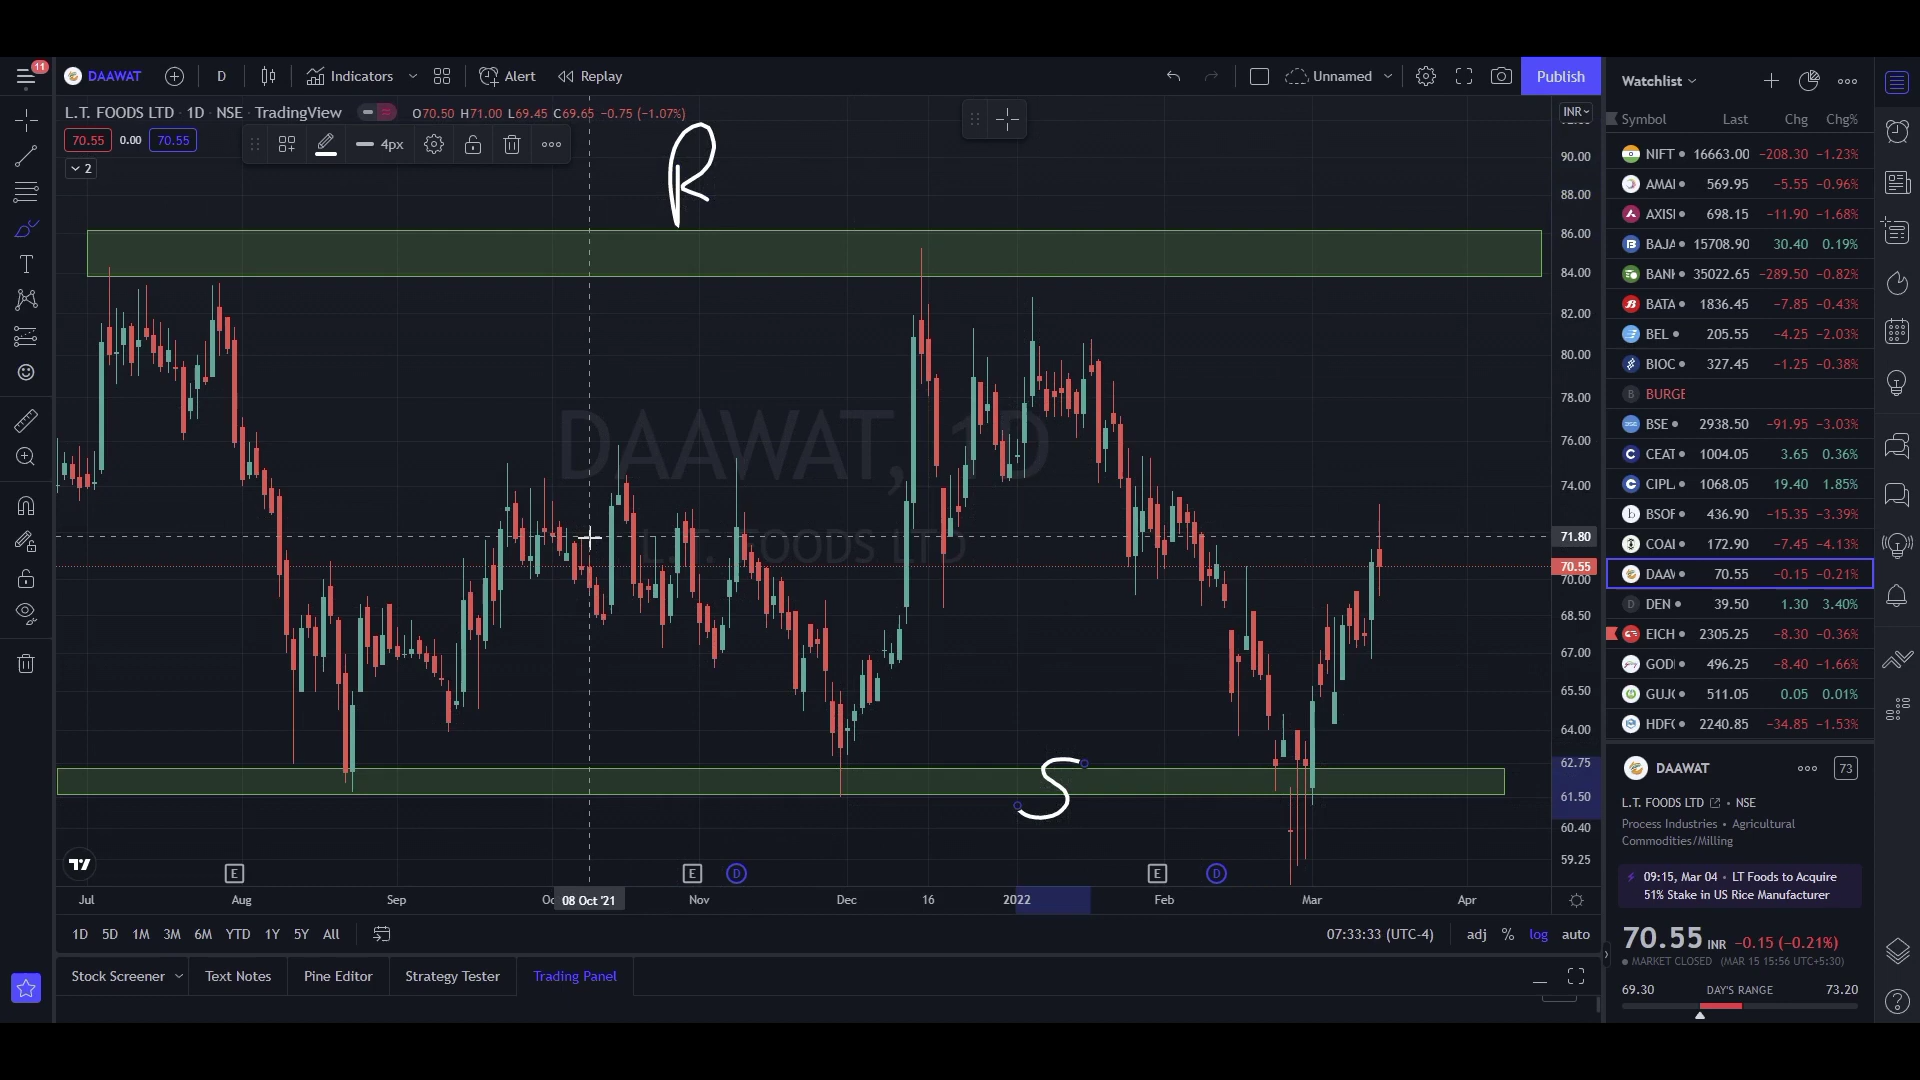 11
DAAWAT
D
Indicators
Alert
Replay
Unnamed
Publish
L.T. FOODS LTD · 1D · NSE · TradingView
O70.50 H71.00 L69.45 C69.65 −0.75 (−1.07%)
70.55 0.00 70.55
4px
2
R
S
DAAWAT, 1D
L.T. FOODS LTD
INR
90.00
88.00
86.00
84.00
82.00
80.00
78.00
76.00
74.00
71.80
70.55
70.00
68.50
67.00
65.50
64.00
62.75
61.50
60.40
59.25
E
E
D
E
D
Jul Aug Sep 08 Oct '21 Nov Dec 16 2022 Feb Mar Apr
1D 5D 1M 3M 6M YTD 1Y 5Y All
07:33:33 (UTC-4) adj % log auto
Stock Screener Text Notes Pine Editor Strategy Tester Trading Panel
Watchlist
Symbol Last Chg Chg%
NIFT 16663.00 −208.30 −1.23%
AMAI 569.95 −5.55 −0.96%
AXISI 698.15 −11.90 −1.68%
BAJA 15708.90 30.40 0.19%
BANK 35022.65 −289.50 −0.82%
BATA 1836.45 −7.85 −0.43%
BEL 205.55 −4.25 −2.03%
BIOC 327.45 −1.25 −0.38%
BURGE
BSE 2938.50 −91.95 −3.03%
CEAT 1004.05 3.65 0.36%
CIPL 1068.05 19.40 1.85%
BSOF 436.90 −15.35 −3.39%
COAI 172.90 −7.45 −4.13%
DAAV 70.55 −0.15 −0.21%
DEN 39.50 1.30 3.40%
EICH 2305.25 −8.30 −0.36%
GODI 496.25 −8.40 −1.66%
GUJC 511.05 0.05 0.01%
HDFC 2240.85 −34.85 −1.53%
DAAWAT
73
L.T. FOODS LTD • NSE
Process Industries • Agricultural
Commodities/Milling
09:15, Mar 04 • LT Foods to Acquire
51% Stake in US Rice Manufacturer
70.55 INR −0.15 (−0.21%)
MARKET CLOSED (MAR 15 15:56 UTC+5:30)
69.30 DAY'S RANGE 73.20